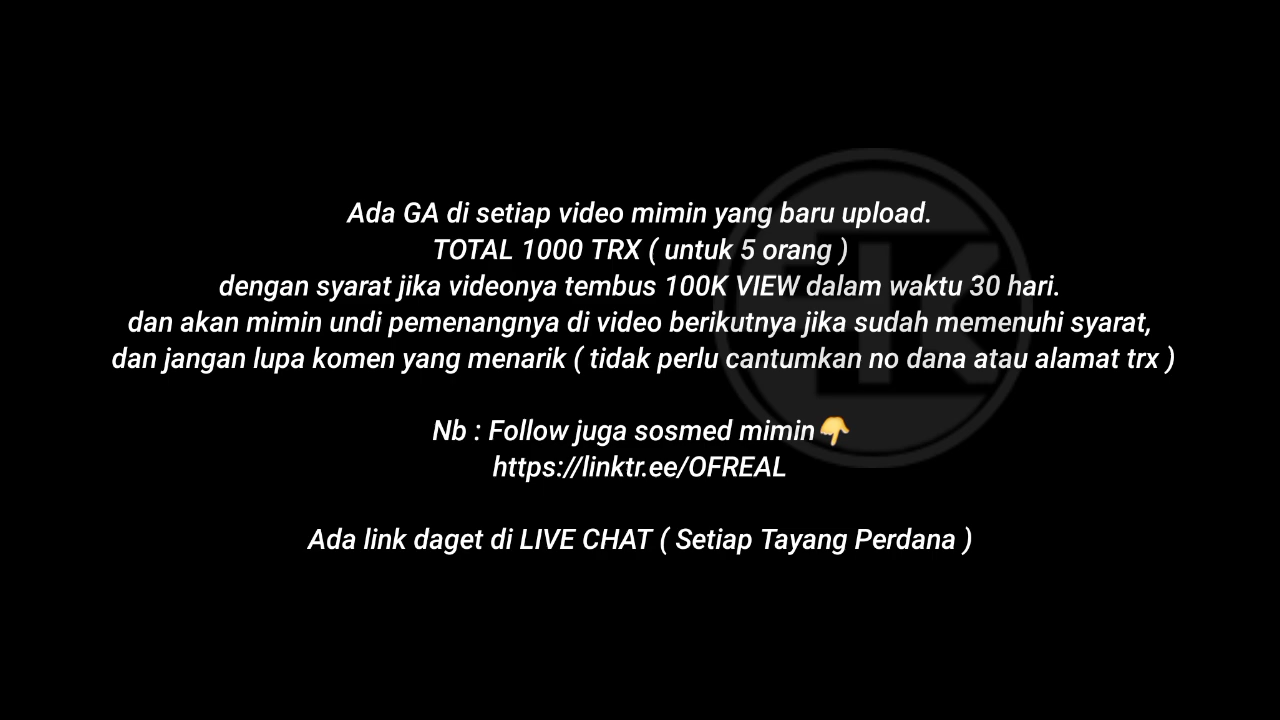 Ada GA di setiap video mimin yang baru upload.
TOTAL 1000 TRX ( untuk 5 orang )
dengan syarat jika videonya tembus 100K VIEW dalam waktu 30 hari.
dan akan mimin undi pemenangnya di video berikutnya jika sudah memenuhi syarat,
dan jangan lupa komen yang menarik ( tidak perlu cantumkan no dana atau alamat trx )
Nb : Follow juga sosmed mimin👇
https://linktr.ee/OFREAL
Ada link daget di LIVE CHAT ( Setiap Tayang Perdana )